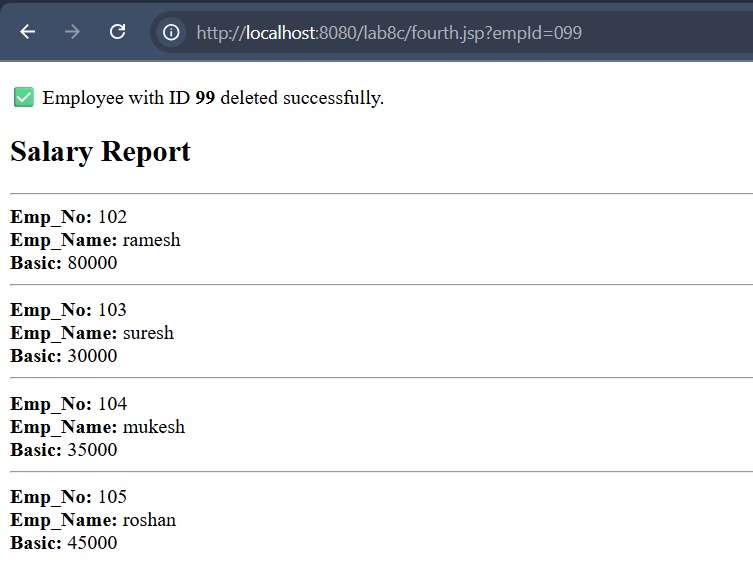 http://localhost:8080/lab8c/fourth.jsp?empId=099
Employee with ID 99 deleted successfully.
Salary Report
Emp_No: 102
Emp_Name: ramesh
Basic: 80000
Emp_No: 103
Emp_Name: suresh
Basic: 30000
Emp_No: 104
Emp_Name: mukesh
Basic: 35000
Emp_No: 105
Emp_Name: roshan
Basic: 45000